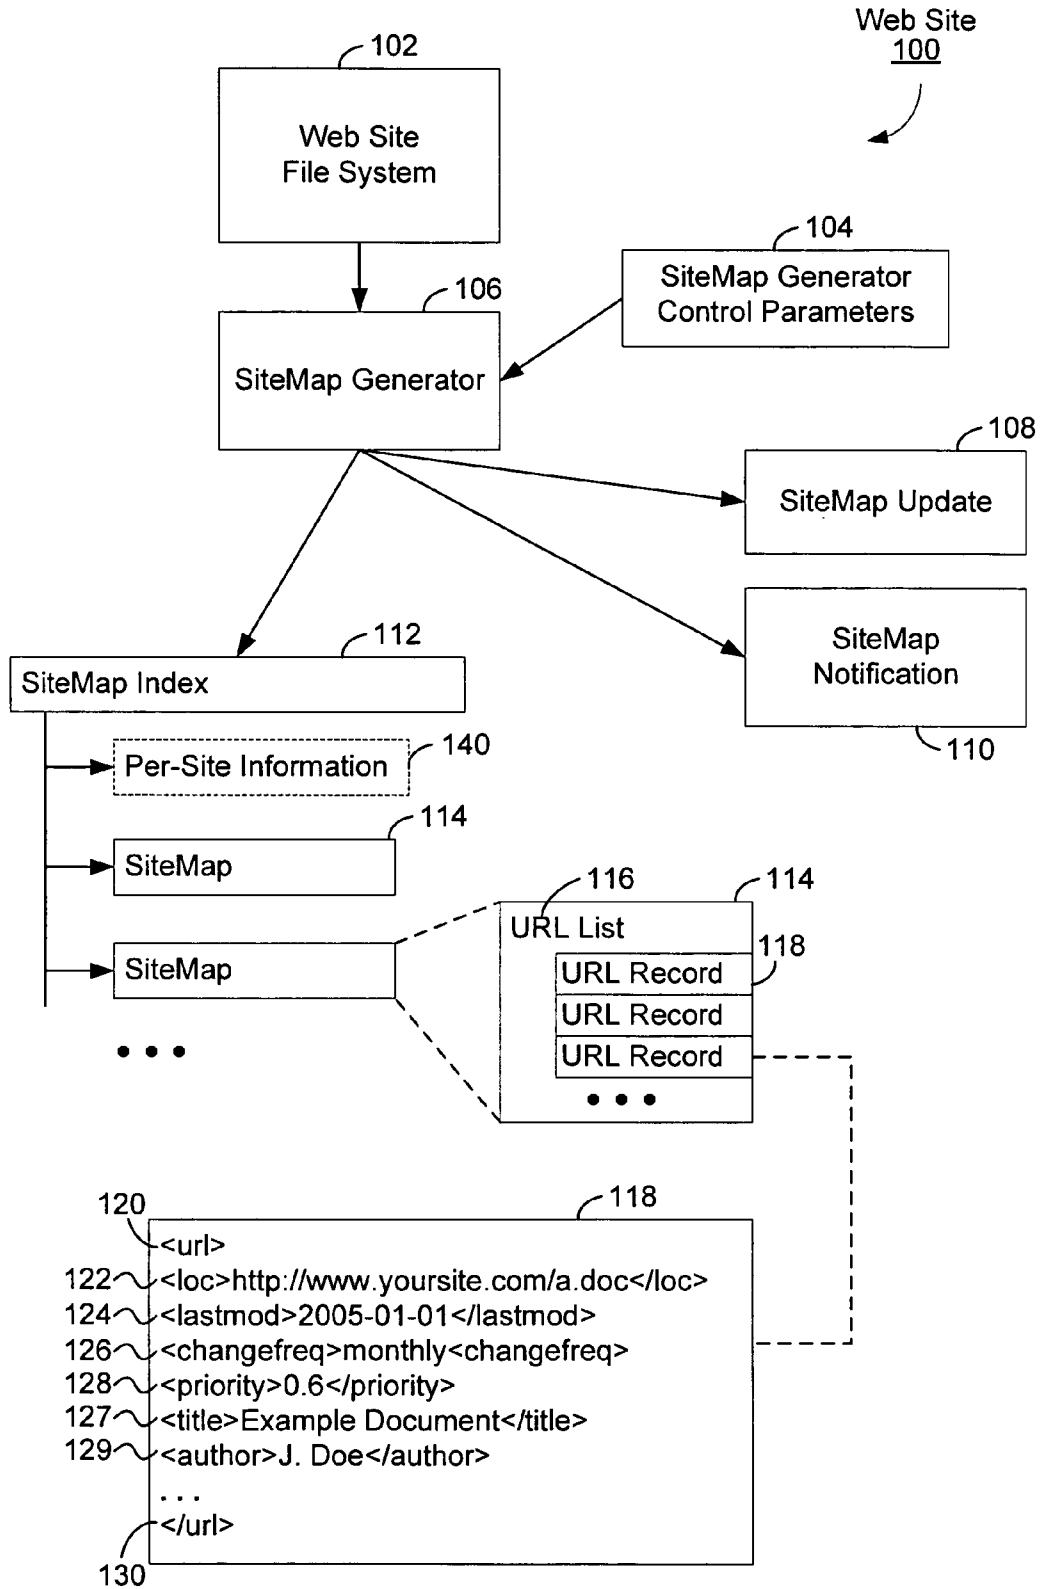 Web Site
100
102
Web Site
File System
104
SiteMap Generator
Control Parameters
106
SiteMap Generator
108
SiteMap Update
SiteMap
Notification
110
112
SiteMap Index
140
Per-Site Information
114
SiteMap
SiteMap
116
114
URL List
118
URL Record
URL Record
URL Record
118
120
<url>
122
<loc>http://www.yoursite.com/a.doc</loc>
124
<lastmod>2005-01-01</lastmod>
126
<changefreq>monthly<changefreq>
128
<priority>0.6</priority>
127
<title>Example Document</title>
129
<author>J. Doe</author>
. . .
</url>
130